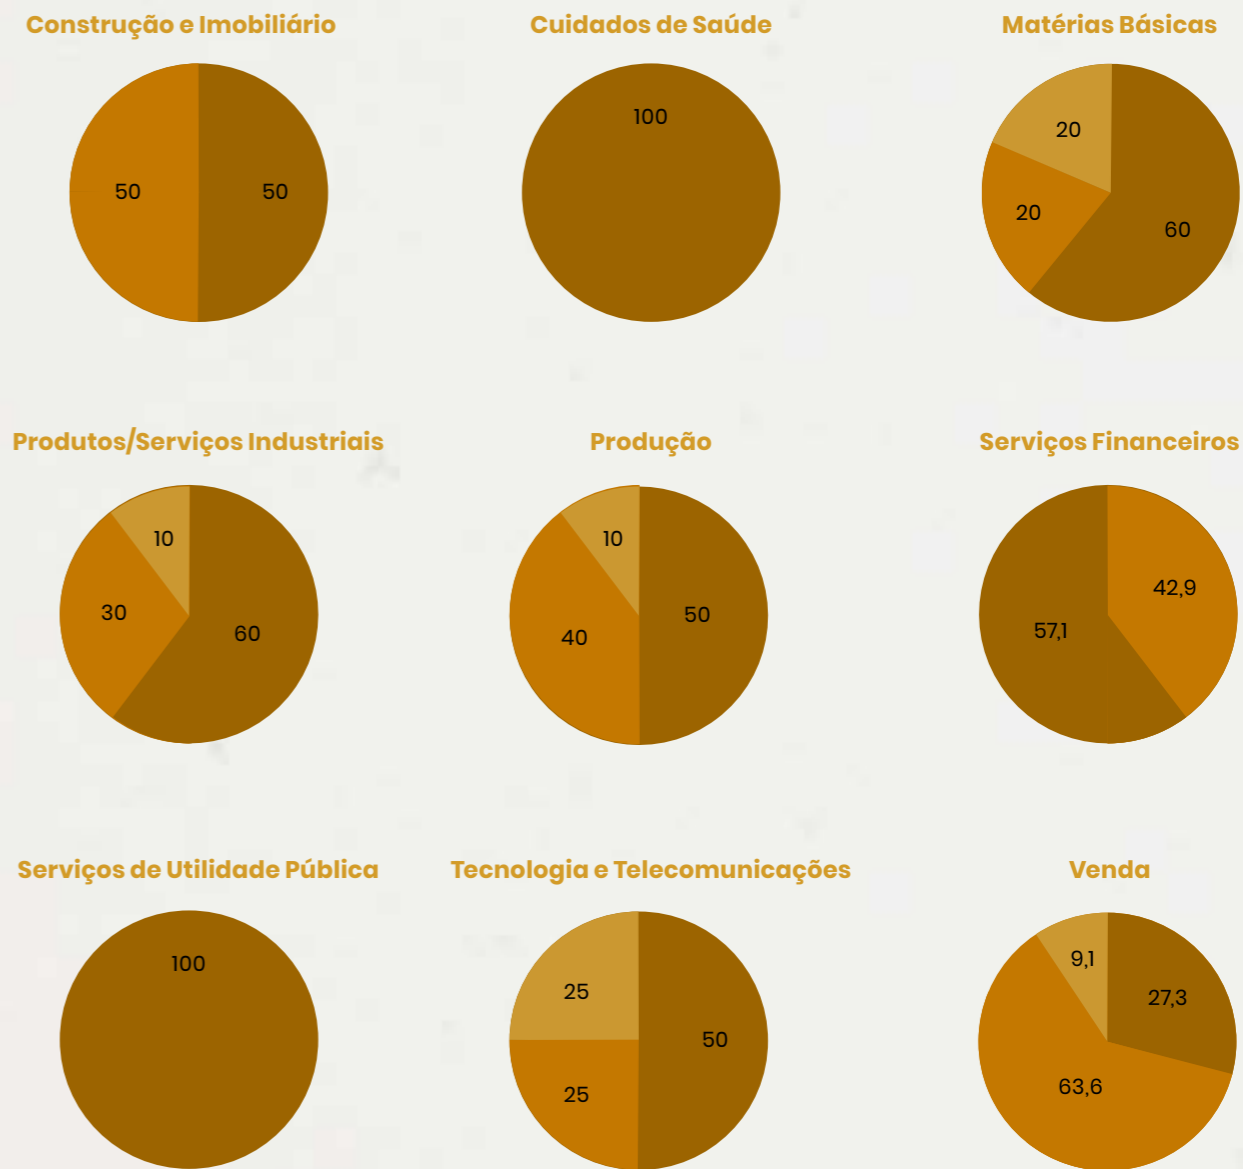 Construção e Imobiliário
50
50
Cuidados de Saúde
100
Matérias Básicas
20
20
60
Produtos/Serviços Industriais
10
30
60
Produção
10
40
50
Serviços Financeiros
42,9
57,1
Serviços de Utilidade Pública
100
Tecnologia e Telecomunicações
25
25
50
Venda
9,1
27,3
63,6